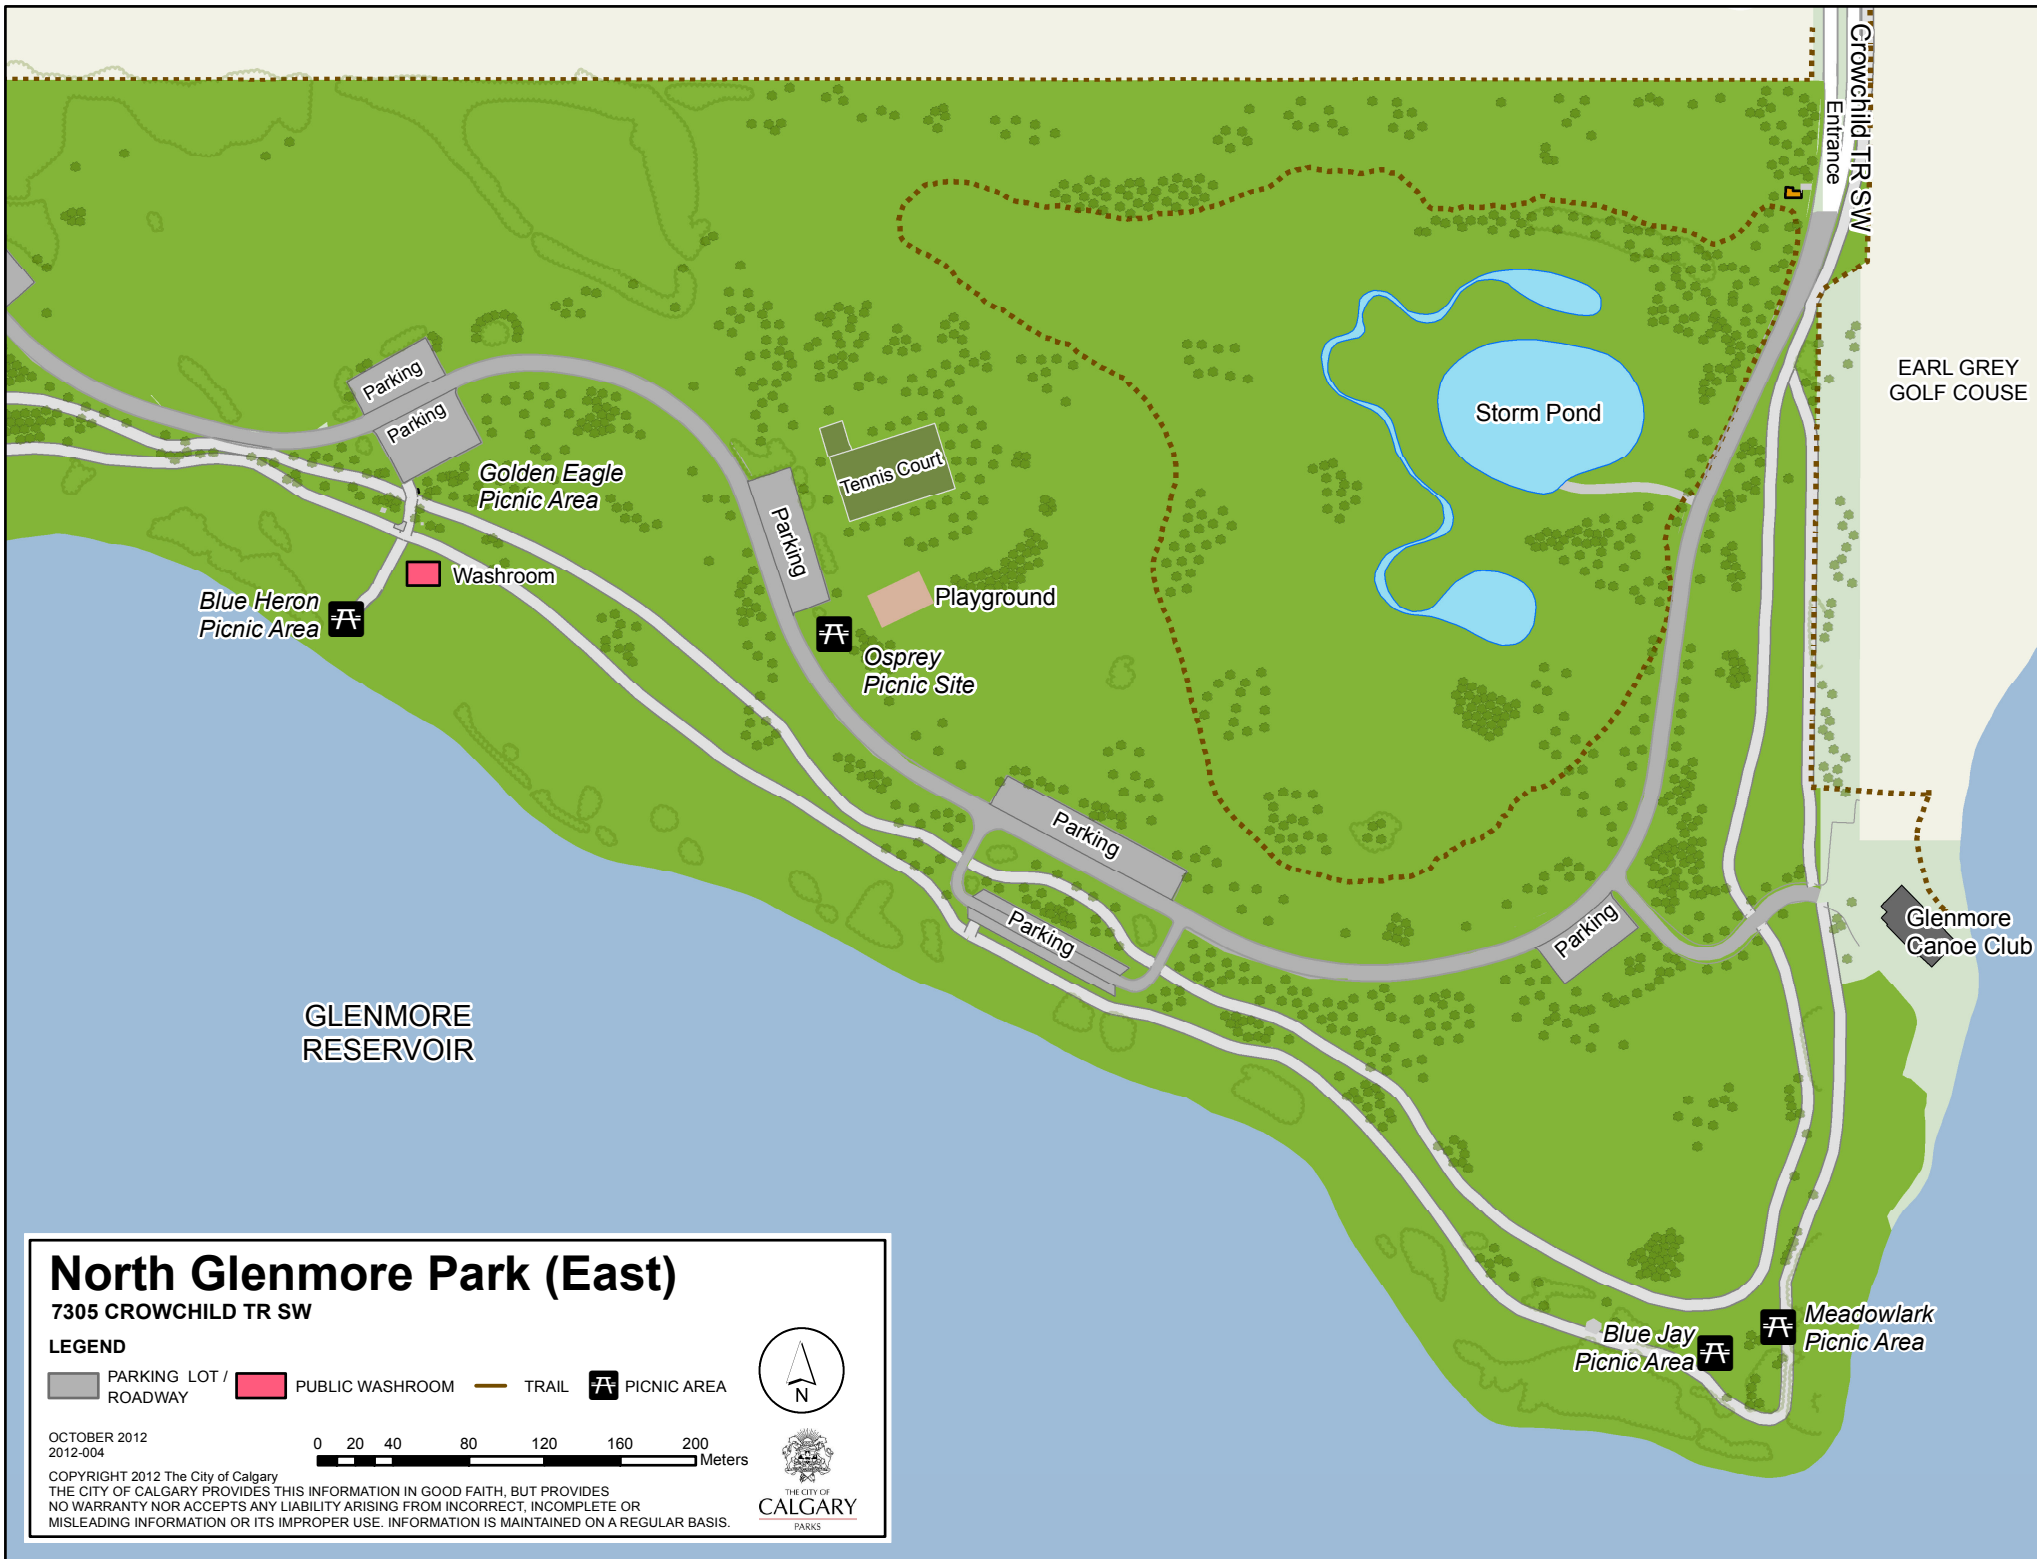 Crowchild TR SW
Entrance
EARL GREY
GOLF COUSE
Parking
Parking
Storm Pond
Golden Eagle
Picnic Area
Tennis Court
Parking
Washroom
Blue Heron
Picnic Area
Playground
Osprey
Picnic Site
Parking
Parking
Parking
Glenmore
Canoe Club
GLENMORE
RESERVOIR
Meadowlark
Picnic Area
Blue Jay
Picnic Area
North Glenmore Park (East)
7305 CROWCHILD TR SW
LEGEND
PARKING LOT /
ROADWAY
PUBLIC WASHROOM
TRAIL
PICNIC AREA
N
OCTOBER 2012
2012-004
0 20 40 80 120 160 200
Meters
COPYRIGHT 2012 The City of Calgary
THE CITY OF CALGARY PROVIDES THIS INFORMATION IN GOOD FAITH, BUT PROVIDES
NO WARRANTY NOR ACCEPTS ANY LIABILITY ARISING FROM INCORRECT, INCOMPLETE OR
MISLEADING INFORMATION OR ITS IMPROPER USE. INFORMATION IS MAINTAINED ON A REGULAR BASIS.
THE CITY OF
CALGARY
PARKS